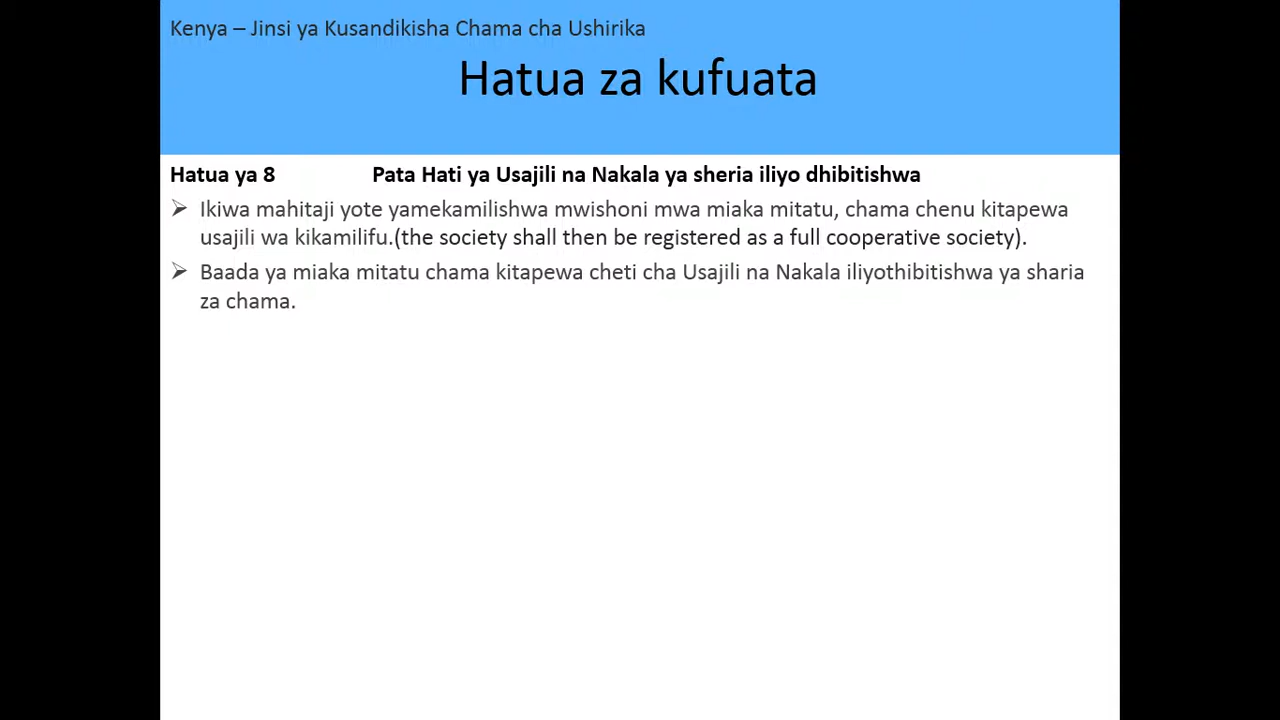 Kenya – Jinsi ya Kusandikisha Chama cha Ushirika
Hatua za kufuata
Hatua ya 8 Pata Hati ya Usajili na Nakala ya sheria iliyo dhibitishwa
➢ Ikiwa mahitaji yote yamekamilishwa mwishoni mwa miaka mitatu, chama chenu kitapewa
usajili wa kikamilifu.(the society shall then be registered as a full cooperative society).
➢ Baada ya miaka mitatu chama kitapewa cheti cha Usajili na Nakala iliyothibitishwa ya sharia
za chama.